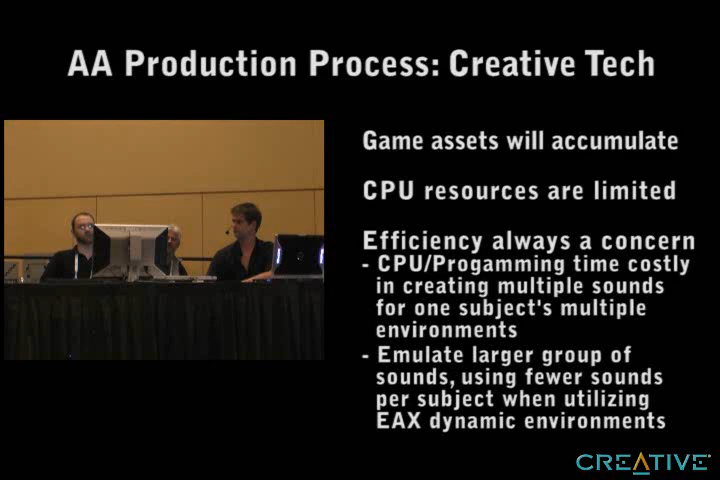 AA Production Process: Creative Tech
Game assets will accumulate
CPU resources are limited
Efficiency always a concern
- CPU/Progamming time costly
in creating multiple sounds
for one subject's multiple
environments
- Emulate larger group of
sounds, using fewer sounds
per subject when utilizing
EAX dynamic environments
CREATIVE